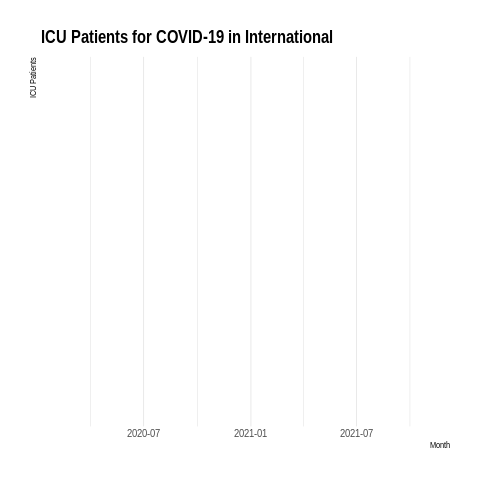 ICU Patients for COVID-19 in International
ICU Patients
2020-07
2021-01
2021-07
Month